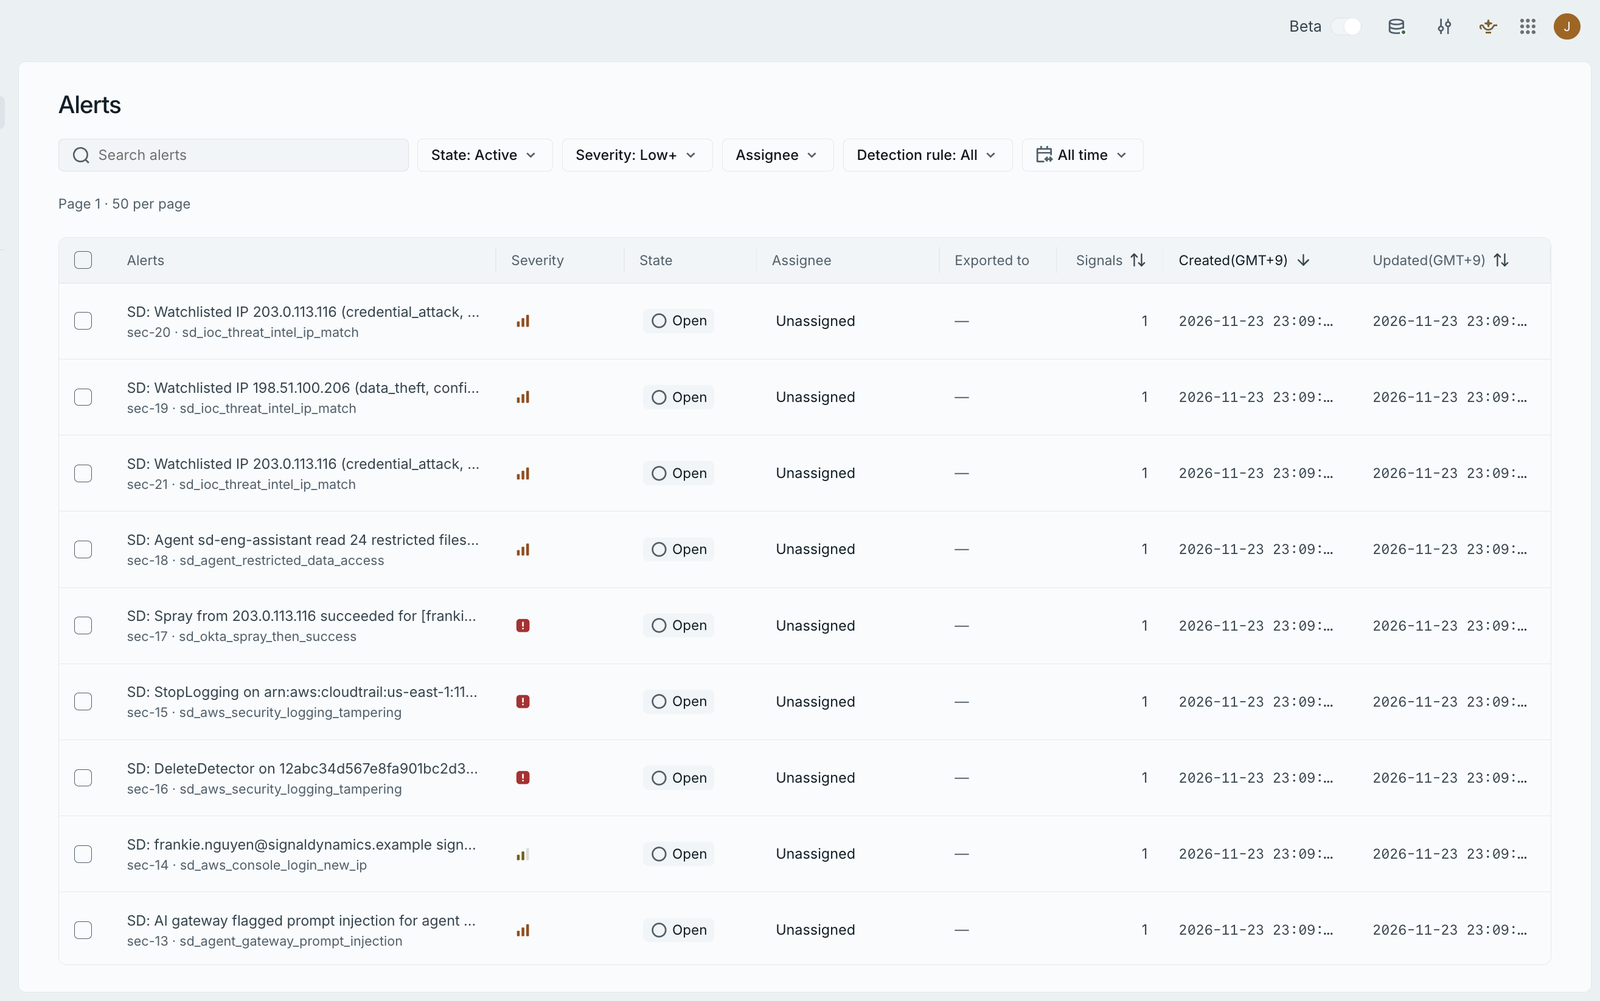 Beta
J
Alerts
Search alerts
State: Active
Severity: Low+
Assignee
Detection rule: All
All time
Page 1 · 50 per page
Alerts Severity State Assignee Exported to Signals Created(GMT+9) Updated(GMT+9)
SD: Watchlisted IP 203.0.113.116 (credential_attack, ...
sec-20 · sd_ioc_threat_intel_ip_match
Open Unassigned — 1 2026-11-23 23:09:… 2026-11-23 23:09:…
SD: Watchlisted IP 198.51.100.206 (data_theft, confi...
sec-19 · sd_ioc_threat_intel_ip_match
Open Unassigned — 1 2026-11-23 23:09:… 2026-11-23 23:09:…
SD: Watchlisted IP 203.0.113.116 (credential_attack, ...
sec-21 · sd_ioc_threat_intel_ip_match
Open Unassigned — 1 2026-11-23 23:09:… 2026-11-23 23:09:…
SD: Agent sd-eng-assistant read 24 restricted files...
sec-18 · sd_agent_restricted_data_access
Open Unassigned — 1 2026-11-23 23:09:… 2026-11-23 23:09:…
SD: Spray from 203.0.113.116 succeeded for [franki...
sec-17 · sd_okta_spray_then_success
Open Unassigned — 1 2026-11-23 23:09:… 2026-11-23 23:09:…
SD: StopLogging on arn:aws:cloudtrail:us-east-1:11...
sec-15 · sd_aws_security_logging_tampering
Open Unassigned — 1 2026-11-23 23:09:… 2026-11-23 23:09:…
SD: DeleteDetector on 12abc34d567e8fa901bc2d3...
sec-16 · sd_aws_security_logging_tampering
Open Unassigned — 1 2026-11-23 23:09:… 2026-11-23 23:09:…
SD: frankie.nguyen@signaldynamics.example sign...
sec-14 · sd_aws_console_login_new_ip
Open Unassigned — 1 2026-11-23 23:09:… 2026-11-23 23:09:…
SD: AI gateway flagged prompt injection for agent ...
sec-13 · sd_agent_gateway_prompt_injection
Open Unassigned — 1 2026-11-23 23:09:… 2026-11-23 23:09:…